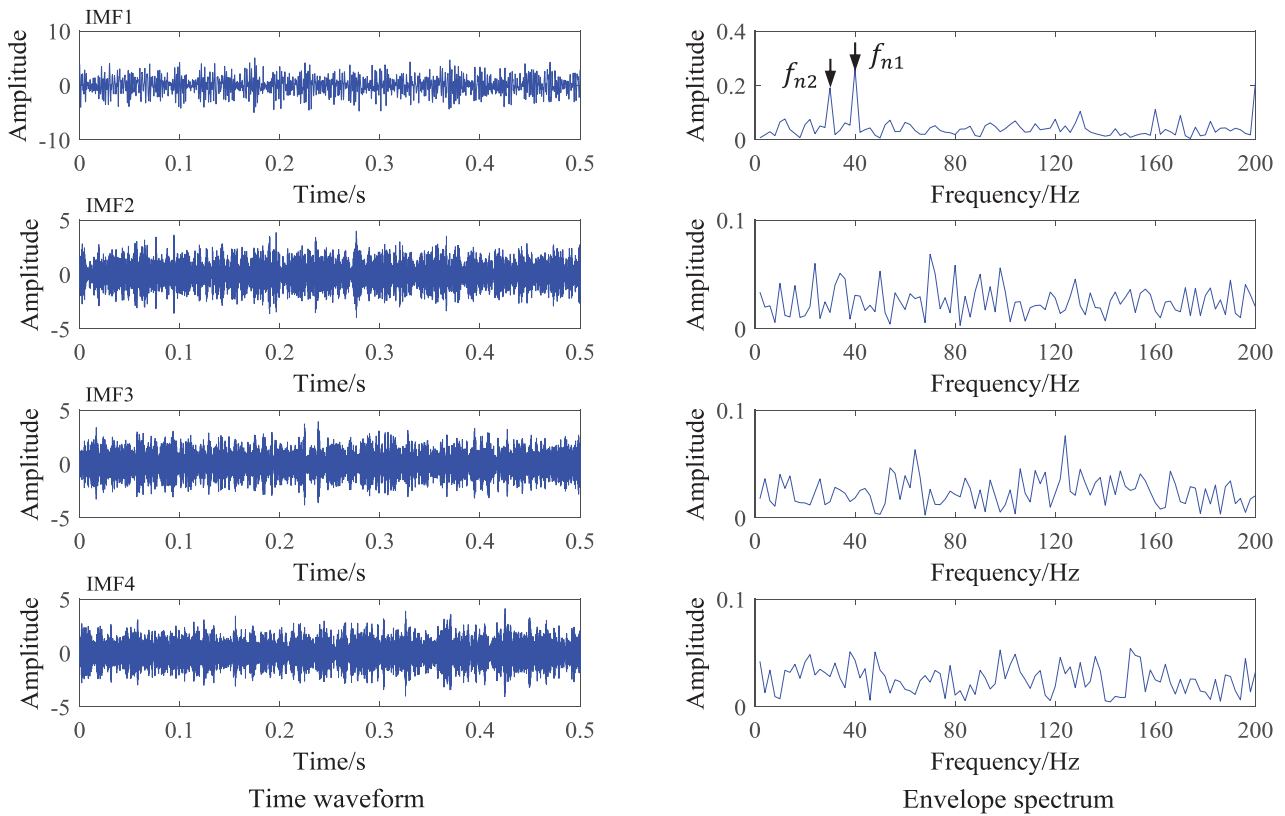 IMF1
Amplitude
10
0
-10
0 0.1 0.2 0.3 0.4 0.5
Time/s
Amplitude
0.4
0.2
0
fn2
fn1
0 40 80 120 160 200
Frequency/Hz
IMF2
Amplitude
5
0
-5
0 0.1 0.2 0.3 0.4 0.5
Time/s
Amplitude
0.1
0
0 40 80 120 160 200
Frequency/Hz
IMF3
Amplitude
5
0
-5
0 0.1 0.2 0.3 0.4 0.5
Time/s
Amplitude
0.1
0
0 40 80 120 160 200
Frequency/Hz
IMF4
Amplitude
5
0
-5
0 0.1 0.2 0.3 0.4 0.5
Time/s
Amplitude
0.1
0
0 40 80 120 160 200
Frequency/Hz
Time waveform
Envelope spectrum